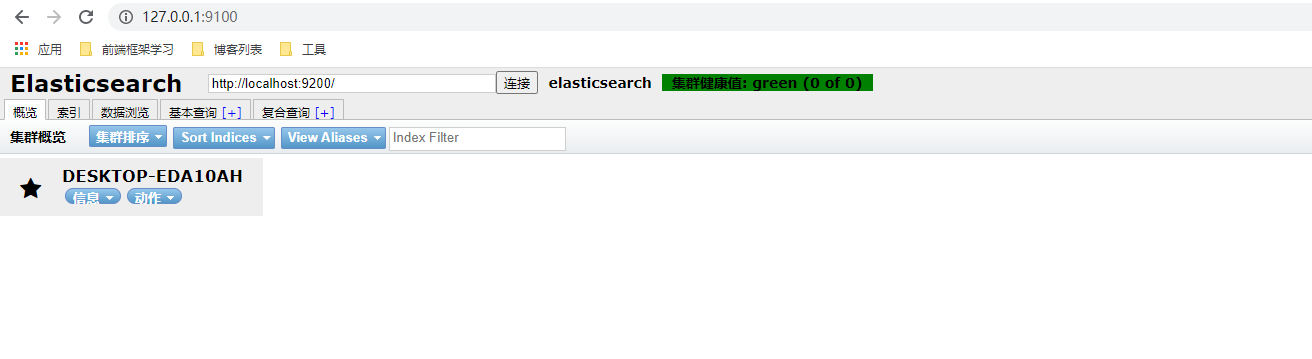 127.0.0.1:9100
应用 前端框架学习 博客列表 工具
Elasticsearch http://localhost:9200/ 连接 elasticsearch 集群健康值: green (0 of 0)
概览 索引 数据浏览 基本查询 [+] 复合查询 [+]
集群概览 集群排序 Sort Indices View Aliases Index Filter
DESKTOP-EDA10AH
信息 动作